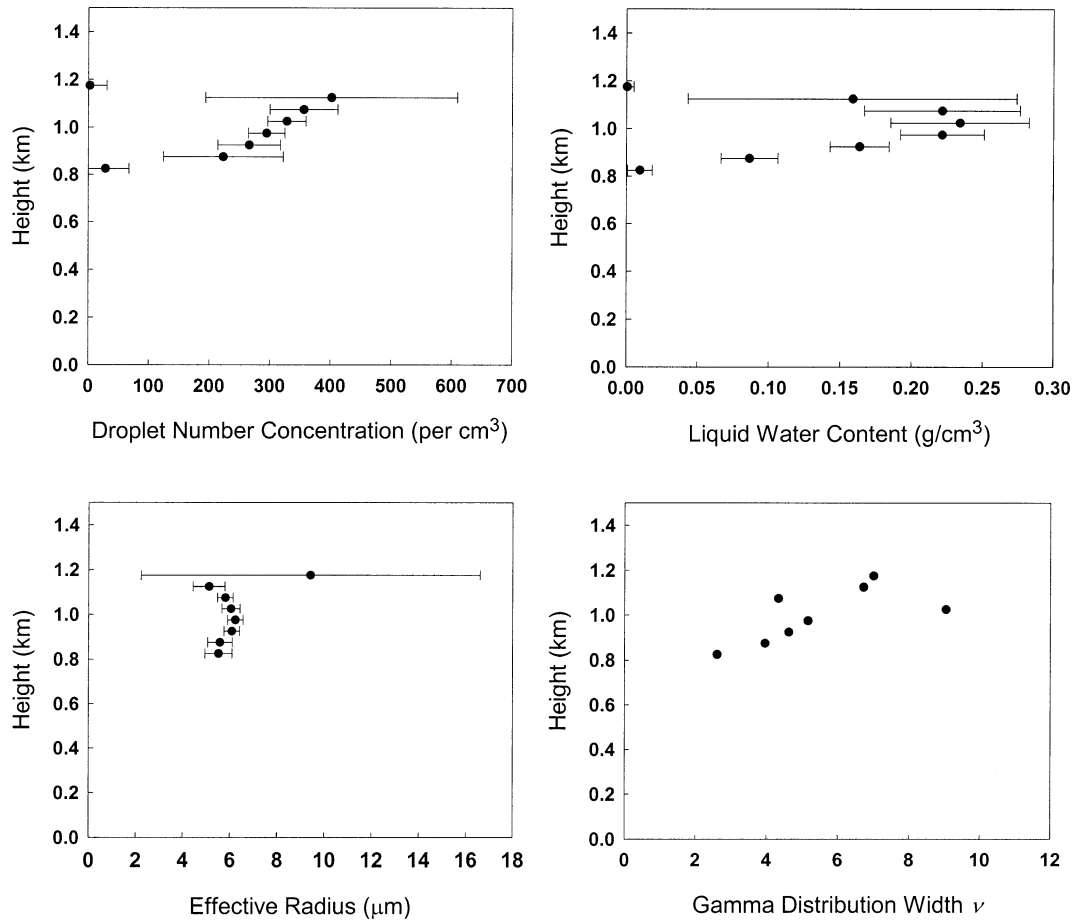 1.4
1.2
1.0
0.8
0.6
0.4
0.2
0.0
Height (km)
0 100 200 300 400 500 600 700
Droplet Number Concentration (per cm³)
1.4
1.2
1.0
0.8
0.6
0.4
0.2
0.0
Height (km)
0.00 0.05 0.10 0.15 0.20 0.25 0.30
Liquid Water Content (g/cm³)
1.4
1.2
1.0
0.8
0.6
0.4
0.2
0.0
Height (km)
0 2 4 6 8 10 12 14 16 18
Effective Radius (μm)
1.4
1.2
1.0
0.8
0.6
0.4
0.2
0.0
Height (km)
0 2 4 6 8 10 12
Gamma Distribution Width ν